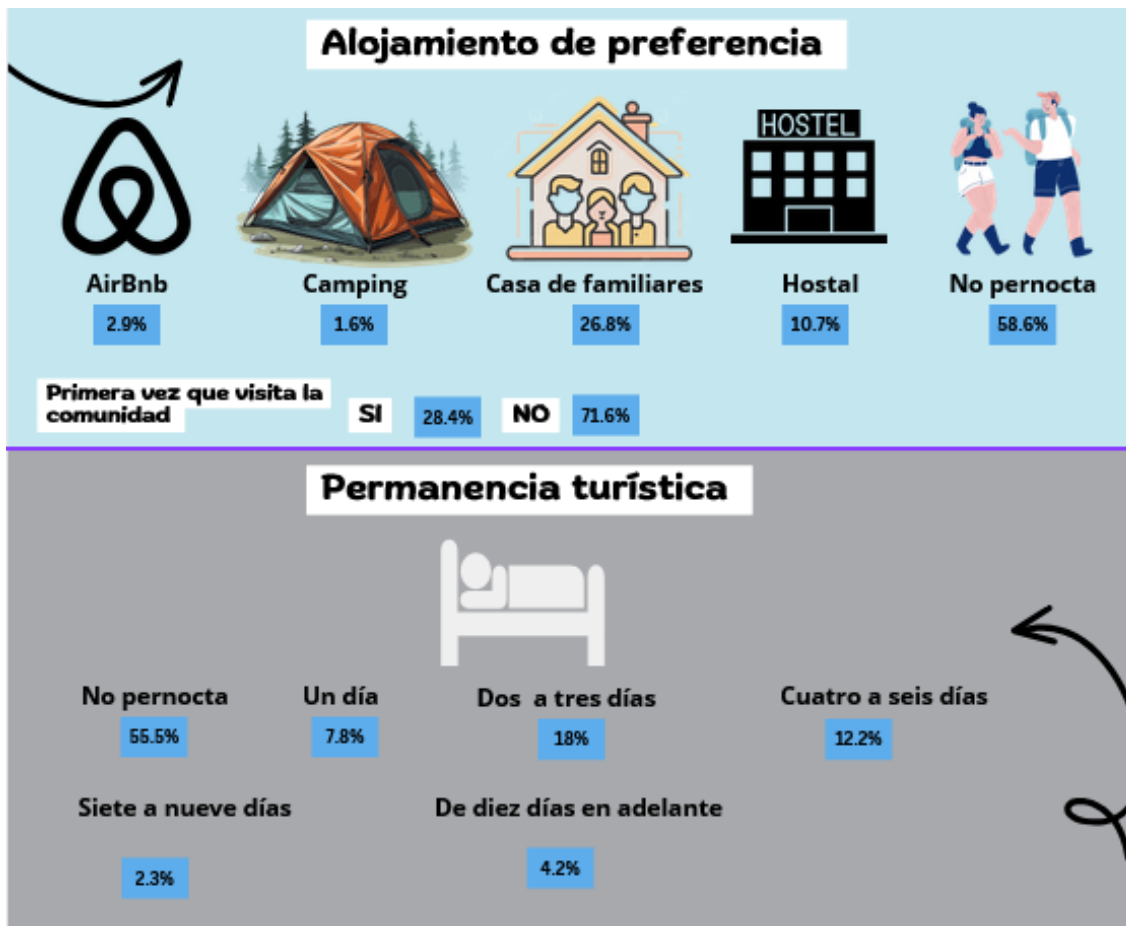 Alojamiento de preferencia
HOSTEL
AirBnb
Camping
Casa de familiares
Hostal
No pernocta
2.9%
1.6%
26.8%
10.7%
58.6%
Primera vez que visita la
comunidad
SI
28.4%
NO
71.6%
Permanencia turística
No pernocta
Un día
Dos a tres días
Cuatro a seis días
55.5%
7.8%
18%
12.2%
Siete a nueve días
De diez días en adelante
2.3%
4.2%